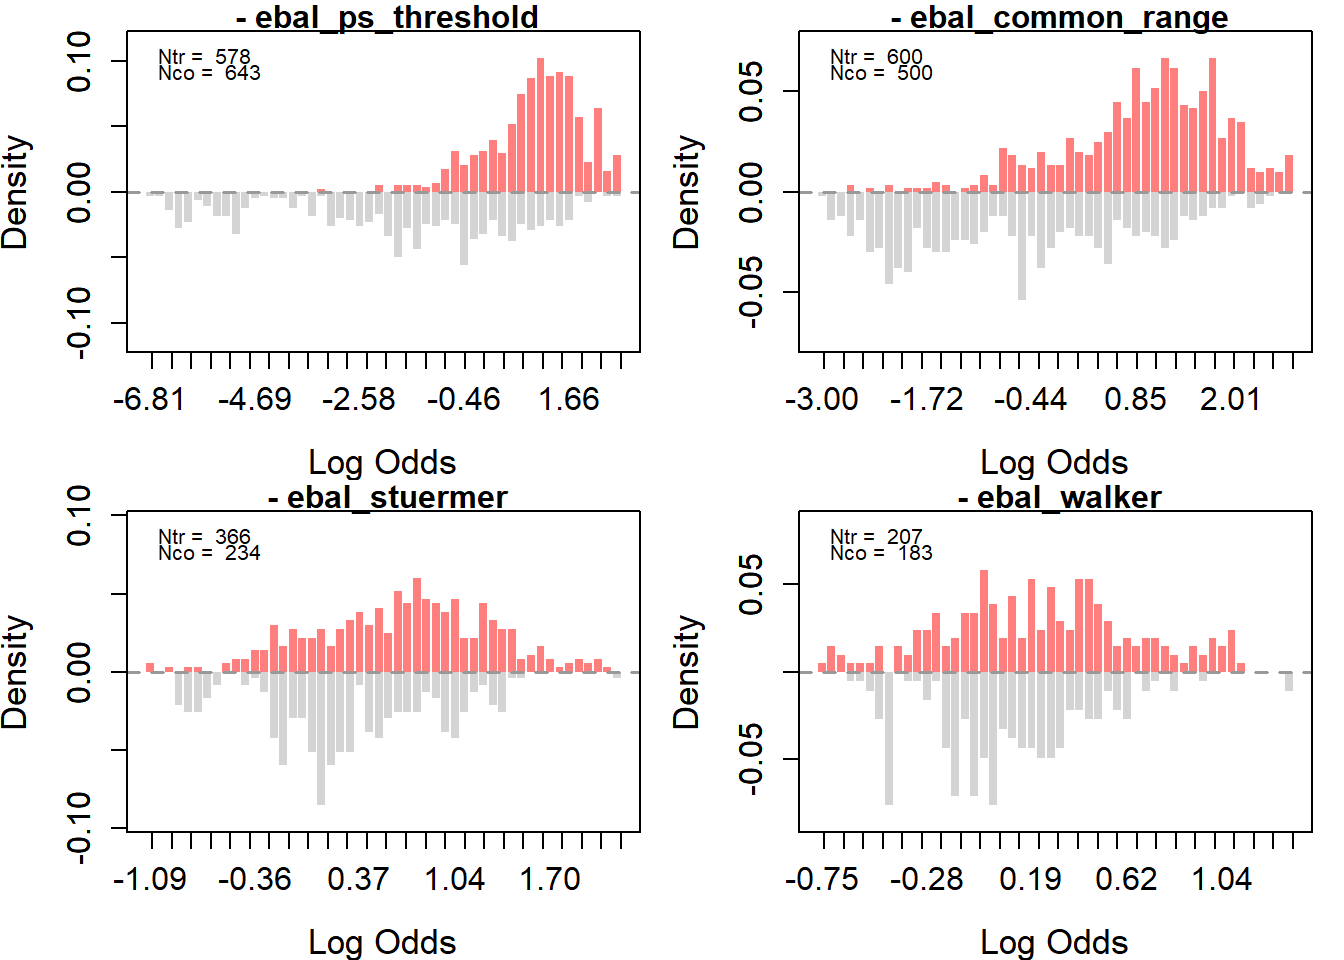 - ebal_ps_threshold
Ntr = 578
Nco = 643
0.10
0.00
-0.10
Density
-6.81 -4.69 -2.58 -0.46 1.66
Log Odds
- ebal_common_range
Ntr = 600
Nco = 500
0.05
0.00
-0.05
Density
-3.00 -1.72 -0.44 0.85 2.01
Log Odds
- ebal_stuermer
Ntr = 366
Nco = 234
0.10
0.00
-0.10
Density
-1.09 -0.36 0.37 1.04 1.70
Log Odds
- ebal_walker
Ntr = 207
Nco = 183
0.05
0.00
-0.05
Density
-0.75 -0.28 0.19 0.62 1.04
Log Odds